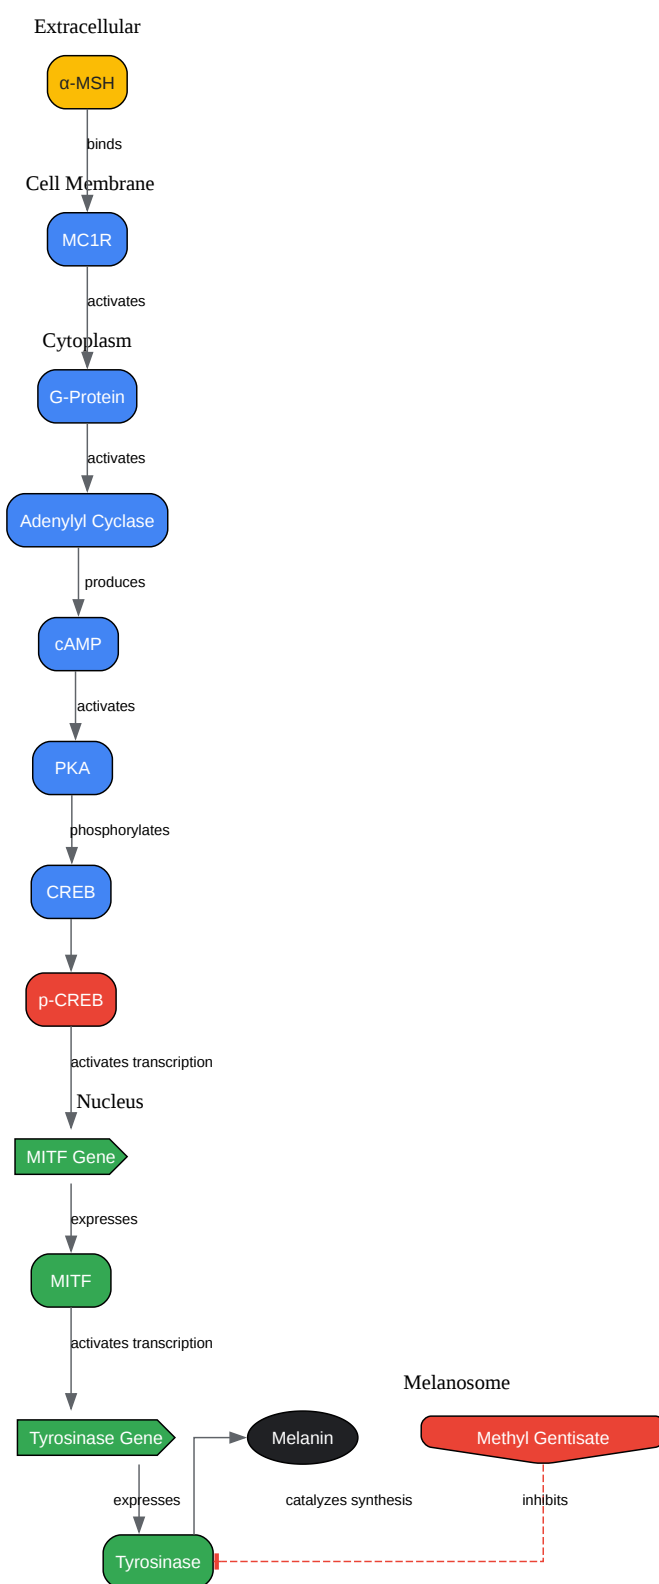 Extracellular
α-MSH
binds
Cell Membrane
MC1R
activates
Cytoplasm
G-Protein
activates
Adenylyl Cyclase
produces
cAMP
activates
PKA
phosphorylates
CREB
p-CREB
activates transcription
Nucleus
MITF Gene
expresses
MITF
activates transcription
Melanosome
Tyrosinase Gene
Melanin
Methyl Gentisate
expresses
catalyzes synthesis
inhibits
Tyrosinase